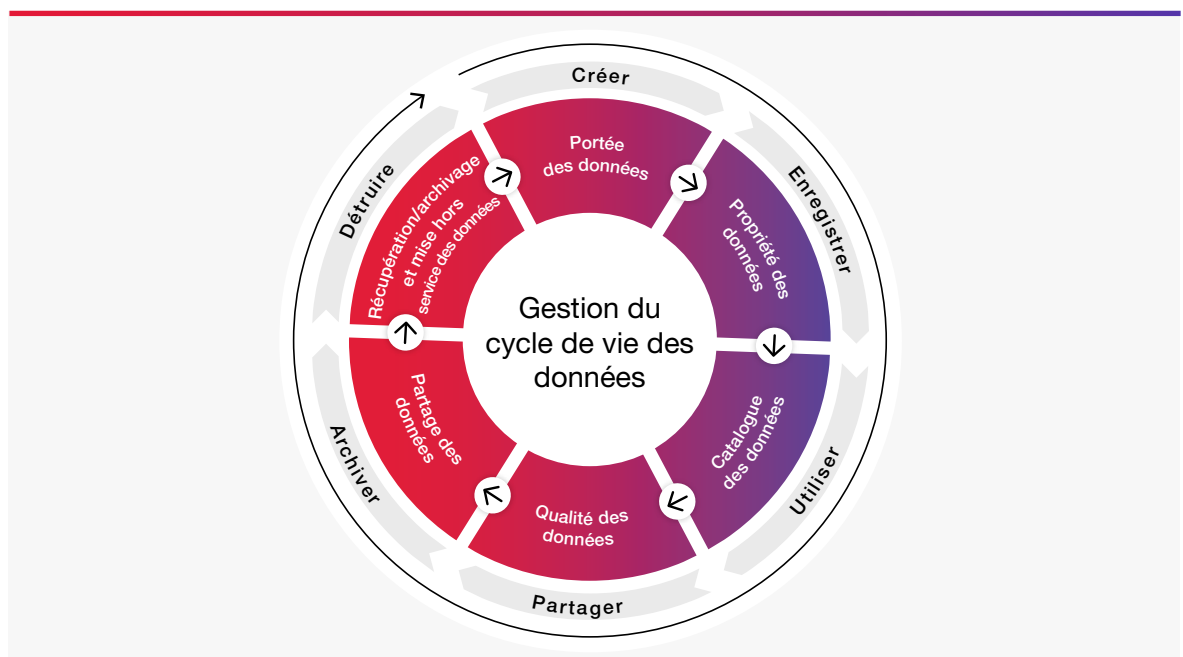 Créer
Portée
des données
Enregistrer
Propriété des
données
Utiliser
Catalogue
des données
Partager
Qualité des
données
Archiver
Partage des
données
Détruire
Récupération/archivage
et mise hors
service des données
Gestion du
cycle de vie des
données